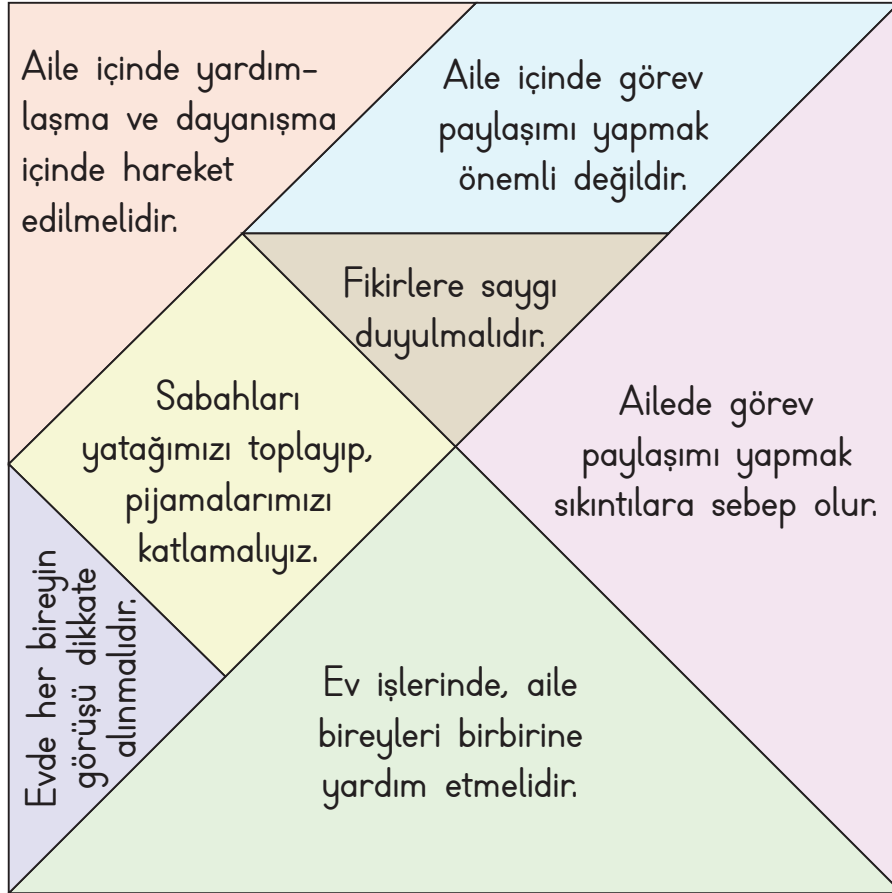 Aile içinde yardım-
laşma ve dayanışma
içinde hareket
edilmelidir.
Aile içinde görev
paylaşımı yapmak
önemli değildir.
Fikirlere saygı
duyulmalıdır.
Sabahları
yatağımızı toplayıp,
pijamalarımızı
katlamalıyız.
Ailede görev
paylaşımı yapmak
sıkıntılara sebep olur.
Evde her bireyin
görüşü dikkate
alınmalıdır.
Ev işlerinde, aile
bireyleri birbirine
yardım etmelidir.